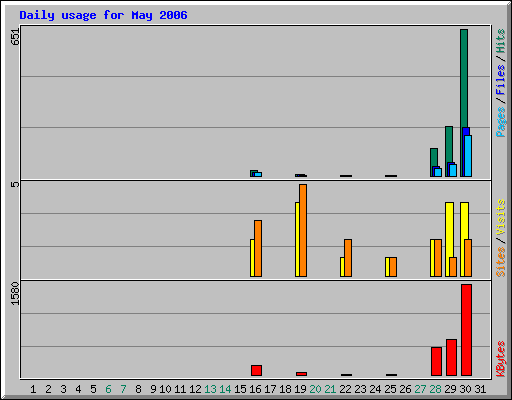 Daily usage for May 2006
651
Pages / Files / Hits
5
Sites / Visits
1580
KBytes
1 2 3 4 5 6 7 8 9 10 11 12 13 14 15 16 17 18 19 20 21 22 23 24 25 26 27 28 29 30 31